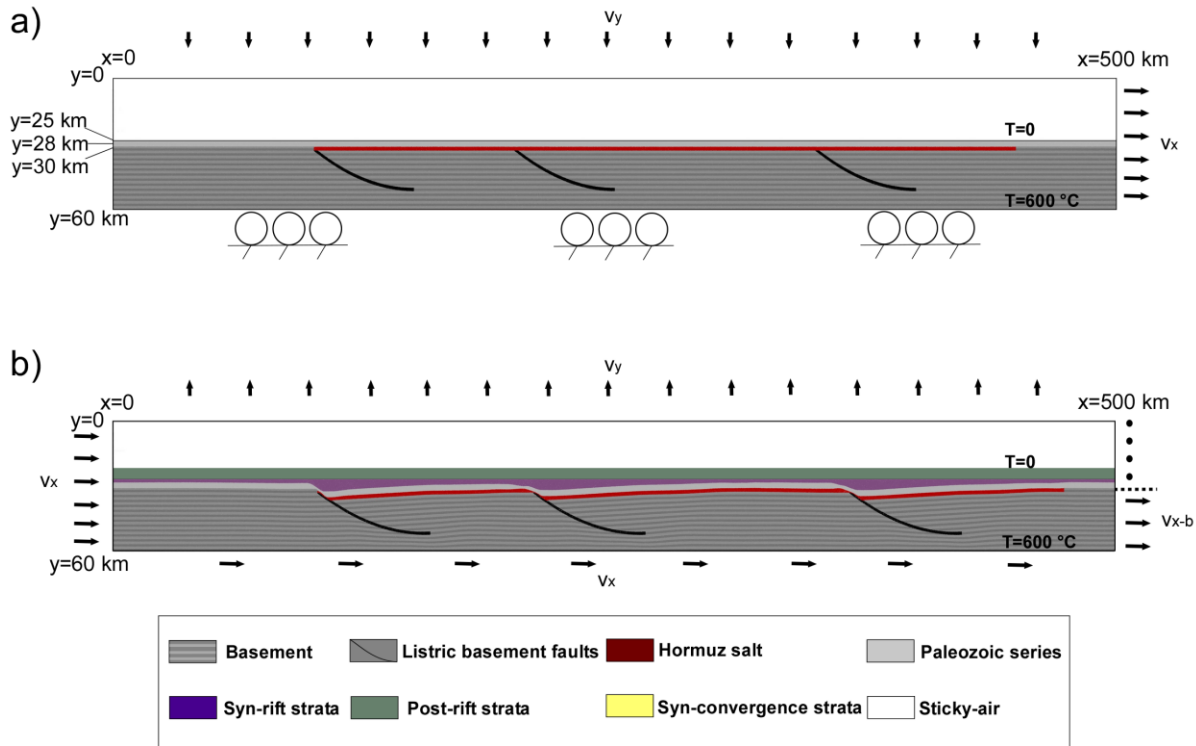 a)
vy
x=0
x=500 km
y=0
y=25 km
T=0
y=28 km
vx
y=30 km
T=600 °C
y=60 km
b)
vy
x=0
x=500 km
y=0
T=0
vx
vx-b
T=600 °C
y=60 km
vx
Basement
Listric basement faults
Hormuz salt
Paleozoic series
Syn-rift strata
Post-rift strata
Syn-convergence strata
Sticky-air